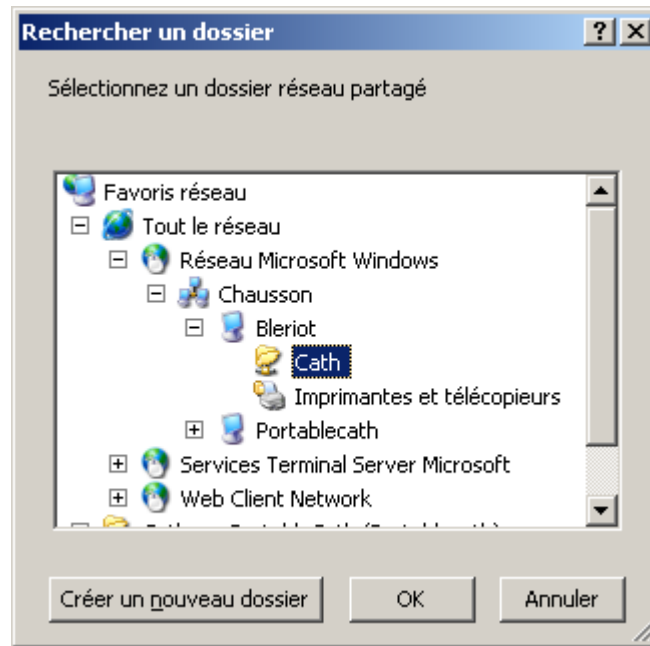 Rechercher un dossier
Sélectionnez un dossier réseau partagé
Favoris réseau
Tout le réseau
Réseau Microsoft Windows
Chausson
Bleriot
Cath
Imprimantes et télécopieurs
Portablecath
Services Terminal Server Microsoft
Web Client Network
Créer un nouveau dossier OK Annuler